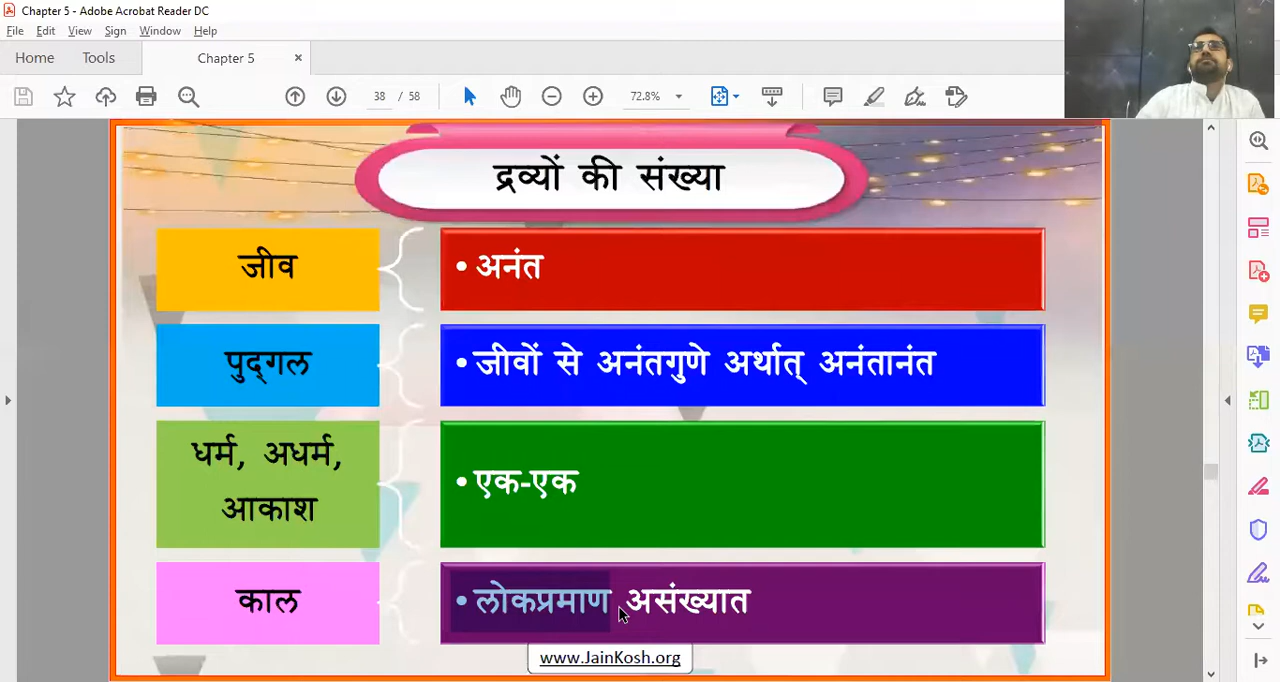 Chapter 5 - Adobe Acrobat Reader DC
File Edit View Sign Window Help
Home Tools Chapter 5 ×
38 / 58 72.8%
द्रव्यों की संख्या
जीव
• अनंत
पुद्गल
• जीवों से अनंतगुणे अर्थात् अनंतानंत
धर्म, अधर्म,
आकाश
• एक-एक
काल
• लोकप्रमाण असंख्यात
www.JainKosh.org